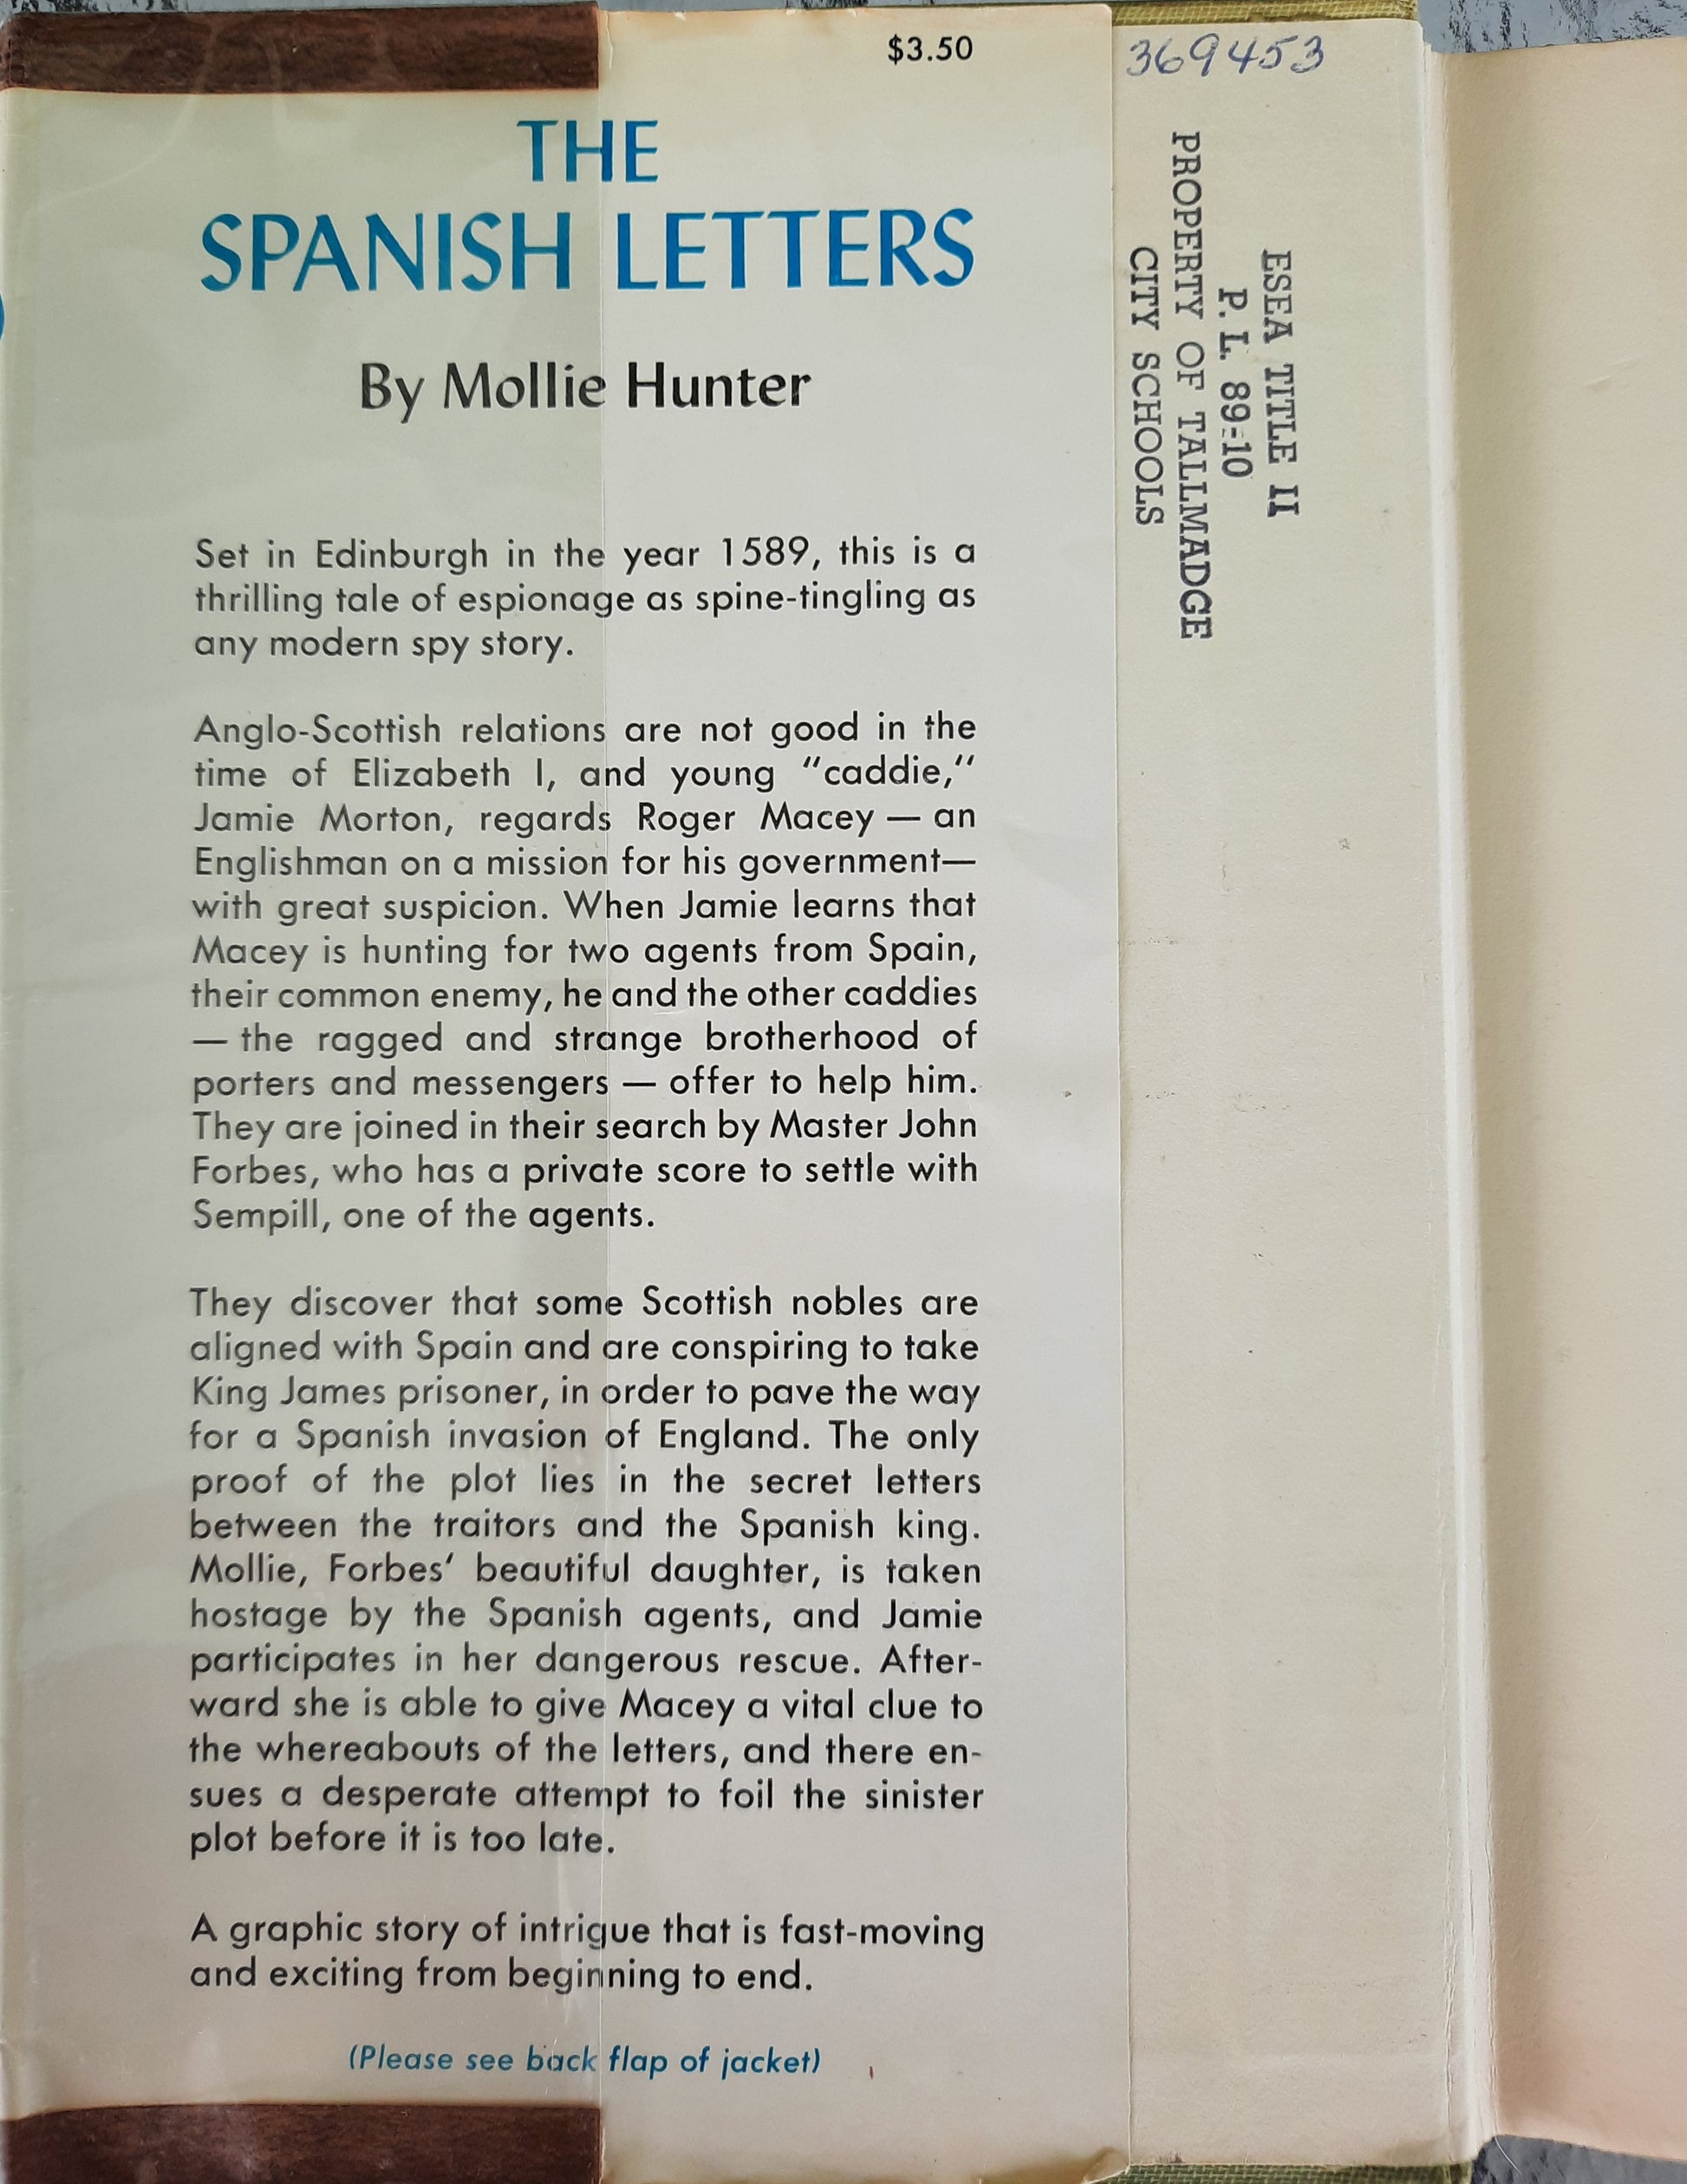 $3.50
THE
SPANISH LETTERS
By Mollie Hunter
Set in Edinburgh in the year 1589, this is a
thrilling tale of espionage as spine-tingling as
any modern spy story.
Anglo-Scottish relations are not good in the
time of Elizabeth I, and young “caddie,”
Jamie Morton, regards Roger Macey — an
Englishman on a mission for his government—
with great suspicion. When Jamie learns that
Macey is hunting for two agents from Spain,
their common enemy, he and the other caddies
— the ragged and strange brotherhood of
porters and messengers — offer to help him.
They are joined in their search by Master John
Forbes, who has a private score to settle with
Sempill, one of the agents.
They discover that some Scottish nobles are
aligned with Spain and are conspiring to take
King James prisoner, in order to pave the way
for a Spanish invasion of England. The only
proof of the plot lies in the secret letters
between the traitors and the Spanish king.
Mollie, Forbes’ beautiful daughter, is taken
hostage by the Spanish agents, and Jamie
participates in her dangerous rescue. After-
ward she is able to give Macey a vital clue to
the whereabouts of the letters, and there en-
sues a desperate attempt to foil the sinister
plot before it is too late.
A graphic story of intrigue that is fast-moving
and exciting from beginning to end.
(Please see back flap of jacket)
369453
ESEA TITLE II
P. L. 89-10
PROPERTY OF TALLMADGE
CITY SCHOOLS